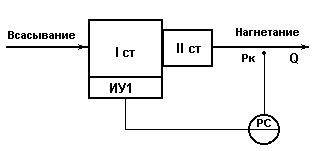 Всасывание
Нагнетание
I ст
II ст
Рк
Q
ИУ1
РС